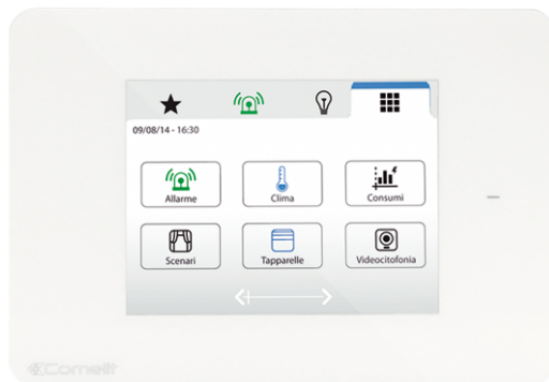 09/08/14 - 16:30
Allarme
Clima
Consumi
Scenari
Tapparelle
Videocitofonia
Comelit